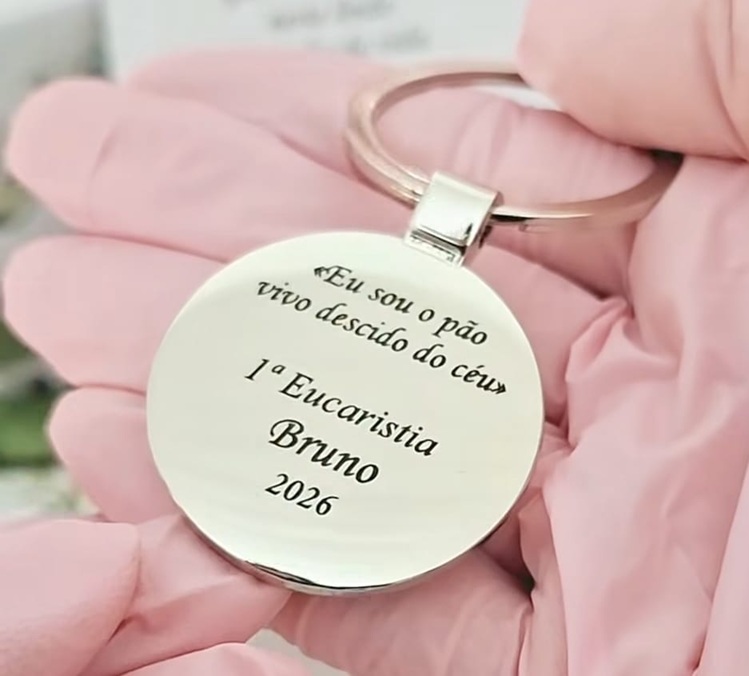 «Eu sou o pão
vivo descido do céu»
1ª Eucaristia
Bruno
2026